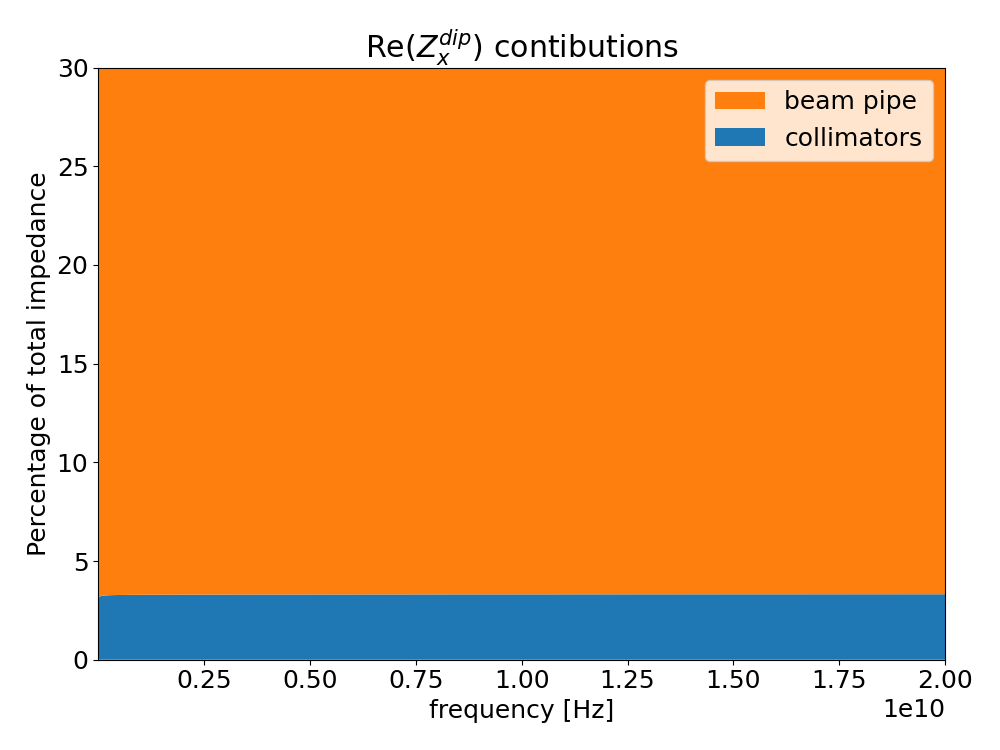 Re(Z_x^{dip}) contibutions
30
25
20
15
10
5
0
Percentage of total impedance
beam pipe
collimators
0.25 0.50 0.75 1.00 1.25 1.50 1.75 2.00
1e10
frequency [Hz]